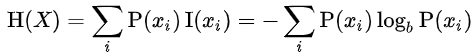 H(X) = ∑_i P(x_i) I(x_i) = −∑_i P(x_i) log_b P(x_i)